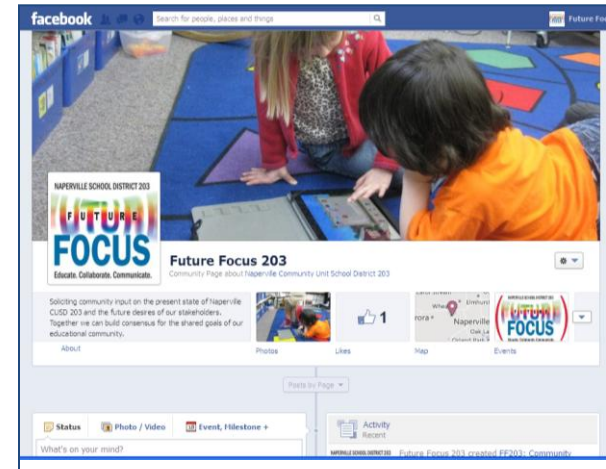 facebook
Search for people, places and things
Future Fo
NAPERVILLE SCHOOL DISTRICT 203
FUTURE
FOCUS
Educate. Collaborate. Communicate.
Future Focus 203
Community Page about Naperville Community Unit School District 203
Soliciting community input on the present state of Naperville
CUSD 203 and the future desires of our stakeholders.
Together we can build consensus for the shared goals of our
educational community.
About
Photos
1
Likes
Naperville
Map
FUTURE
FOCUS
Events
Posts by Page
Status
Photo / Video
Event, Milestone +
What's on your mind?
Activity
Recent
Future Focus 203 created FF203: Community